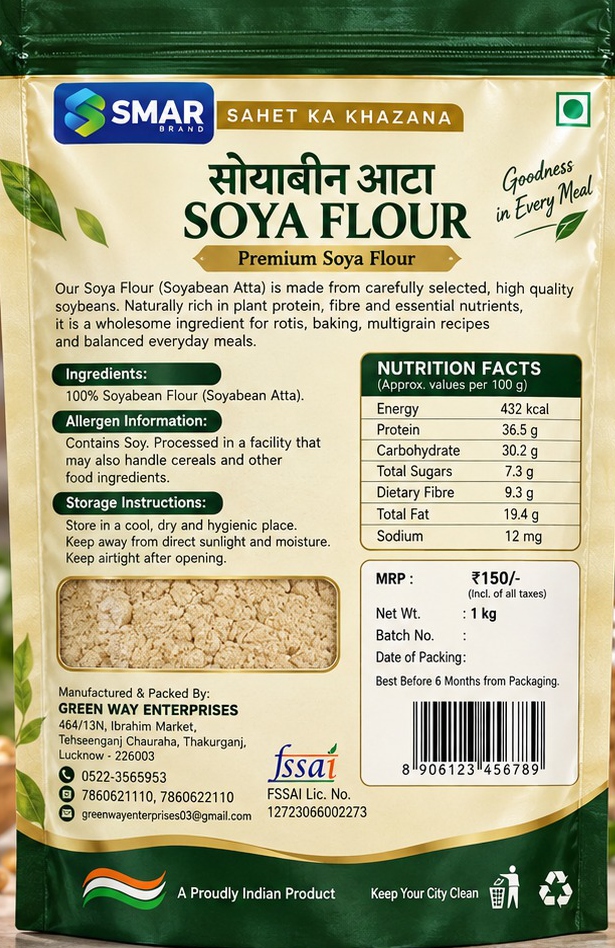 SMAR
BRAND
SAHET KA KHAZANA
सोयाबीन आटा
SOYA FLOUR
Premium Soya Flour
Goodness
in Every Meal
Our Soya Flour (Soyabean Atta) is made from carefully selected, high quality
soybeans. Naturally rich in plant protein, fibre and essential nutrients,
it is a wholesome ingredient for rotis, baking, multigrain recipes
and balanced everyday meals.
Ingredients:
100% Soyabean Flour (Soyabean Atta).
Allergen Information:
Contains Soy. Processed in a facility that
may also handle cereals and other
food ingredients.
Storage Instructions:
Store in a cool, dry and hygienic place.
Keep away from direct sunlight and moisture.
Keep airtight after opening.
NUTRITION FACTS
(Approx. values per 100 g)
Energy 432 kcal
Protein 36.5 g
Carbohydrate 30.2 g
Total Sugars 7.3 g
Dietary Fibre 9.3 g
Total Fat 19.4 g
Sodium 12 mg
MRP : ₹150/-
(Incl. of all taxes)
Net Wt. : 1 kg
Batch No. :
Date of Packing:
Best Before 6 Months from Packaging.
8 906123 456789
Manufactured & Packed By:
GREEN WAY ENTERPRISES
464/13N, Ibrahim Market,
Tehseenganj Chauraha, Thakurganj,
Lucknow - 226003
0522-3565953
7860621110, 7860622110
greenwayenterprises03@gmail.com
fssai
FSSAI Lic. No.
12723066002273
A Proudly Indian Product
Keep Your City Clean